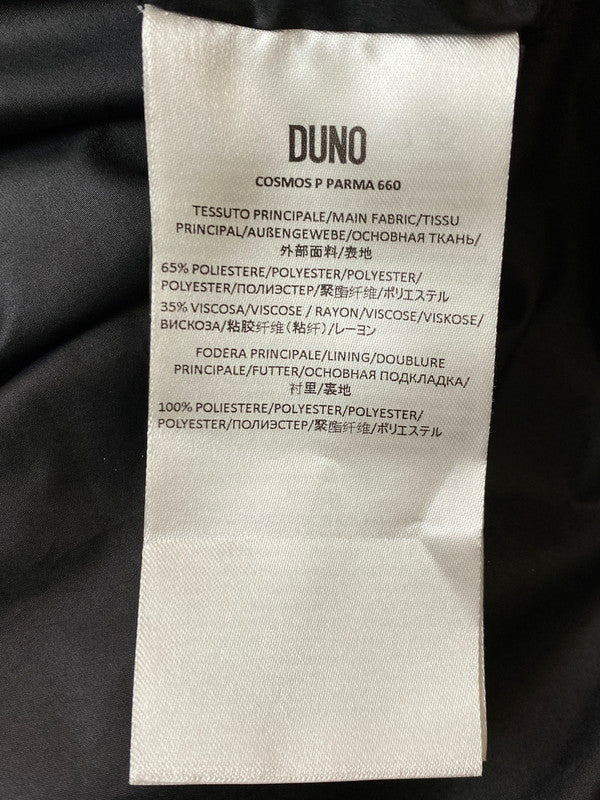 DUNO
COSMOS P PARMA 660
TESSUTO PRINCIPALE/MAIN FABRIC/TISSU
PRINCIPAL/AUßENGEWEBE/ОСНОВНАЯ ТКАНЬ/
外部面料/表地
65% POLIESTERE/POLYESTER/POLYESTER/
POLYESTER/ПОЛИЭСТЕР/聚酯纤维/ポリエステル
35% VISCOSA/VISCOSE / RAYON/VISCOSE/VISKOSE/
ВИСКОЗА/粘胶纤维(粘纤)/レーヨン
FODERA PRINCIPALE/LINING/DOUBLURE
PRINCIPALE/FUTTER/ОСНОВНАЯ ПОДКЛАДКА/
衬里/裏地
100% POLIESTERE/POLYESTER/POLYESTER/
POLYESTER/ПОЛИЭСТЕР/聚酯纤维/ポリエステル